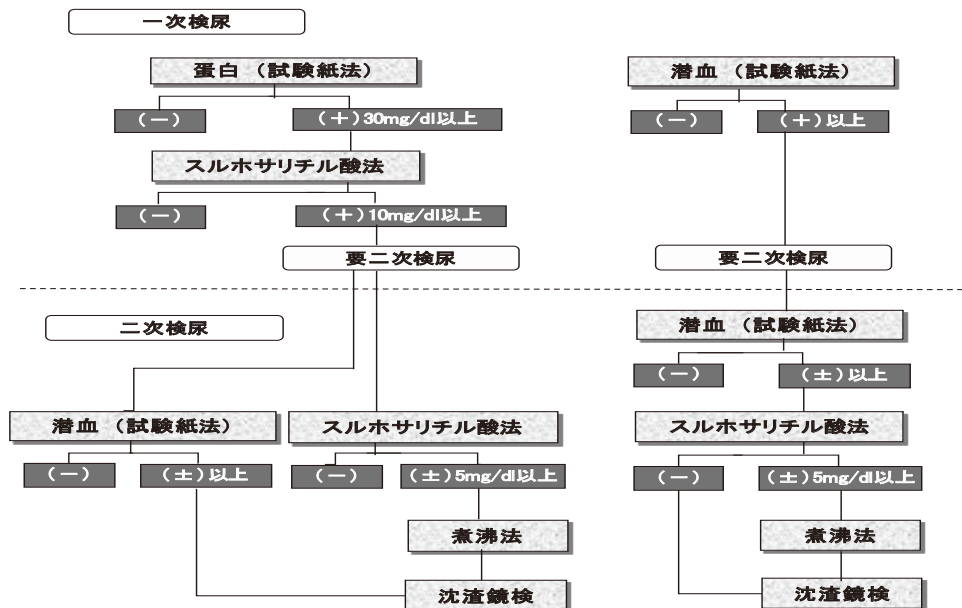 一次検尿
蛋白（試験紙法）
潜血（試験紙法）
（－）
（＋）30mg/dl以上
（－）
（＋）以上
スルホサリチル酸法
（－）
（＋）10mg/dl以上
要二次検尿
要二次検尿
二次検尿
潜血（試験紙法）
（－）
（±）以上
潜血（試験紙法）
スルホサリチル酸法
スルホサリチル酸法
（－）
（±）以上
（－）
（±）5mg/dl以上
（－）
（±）5mg/dl以上
煮沸法
煮沸法
沈渣鏡検
沈渣鏡検